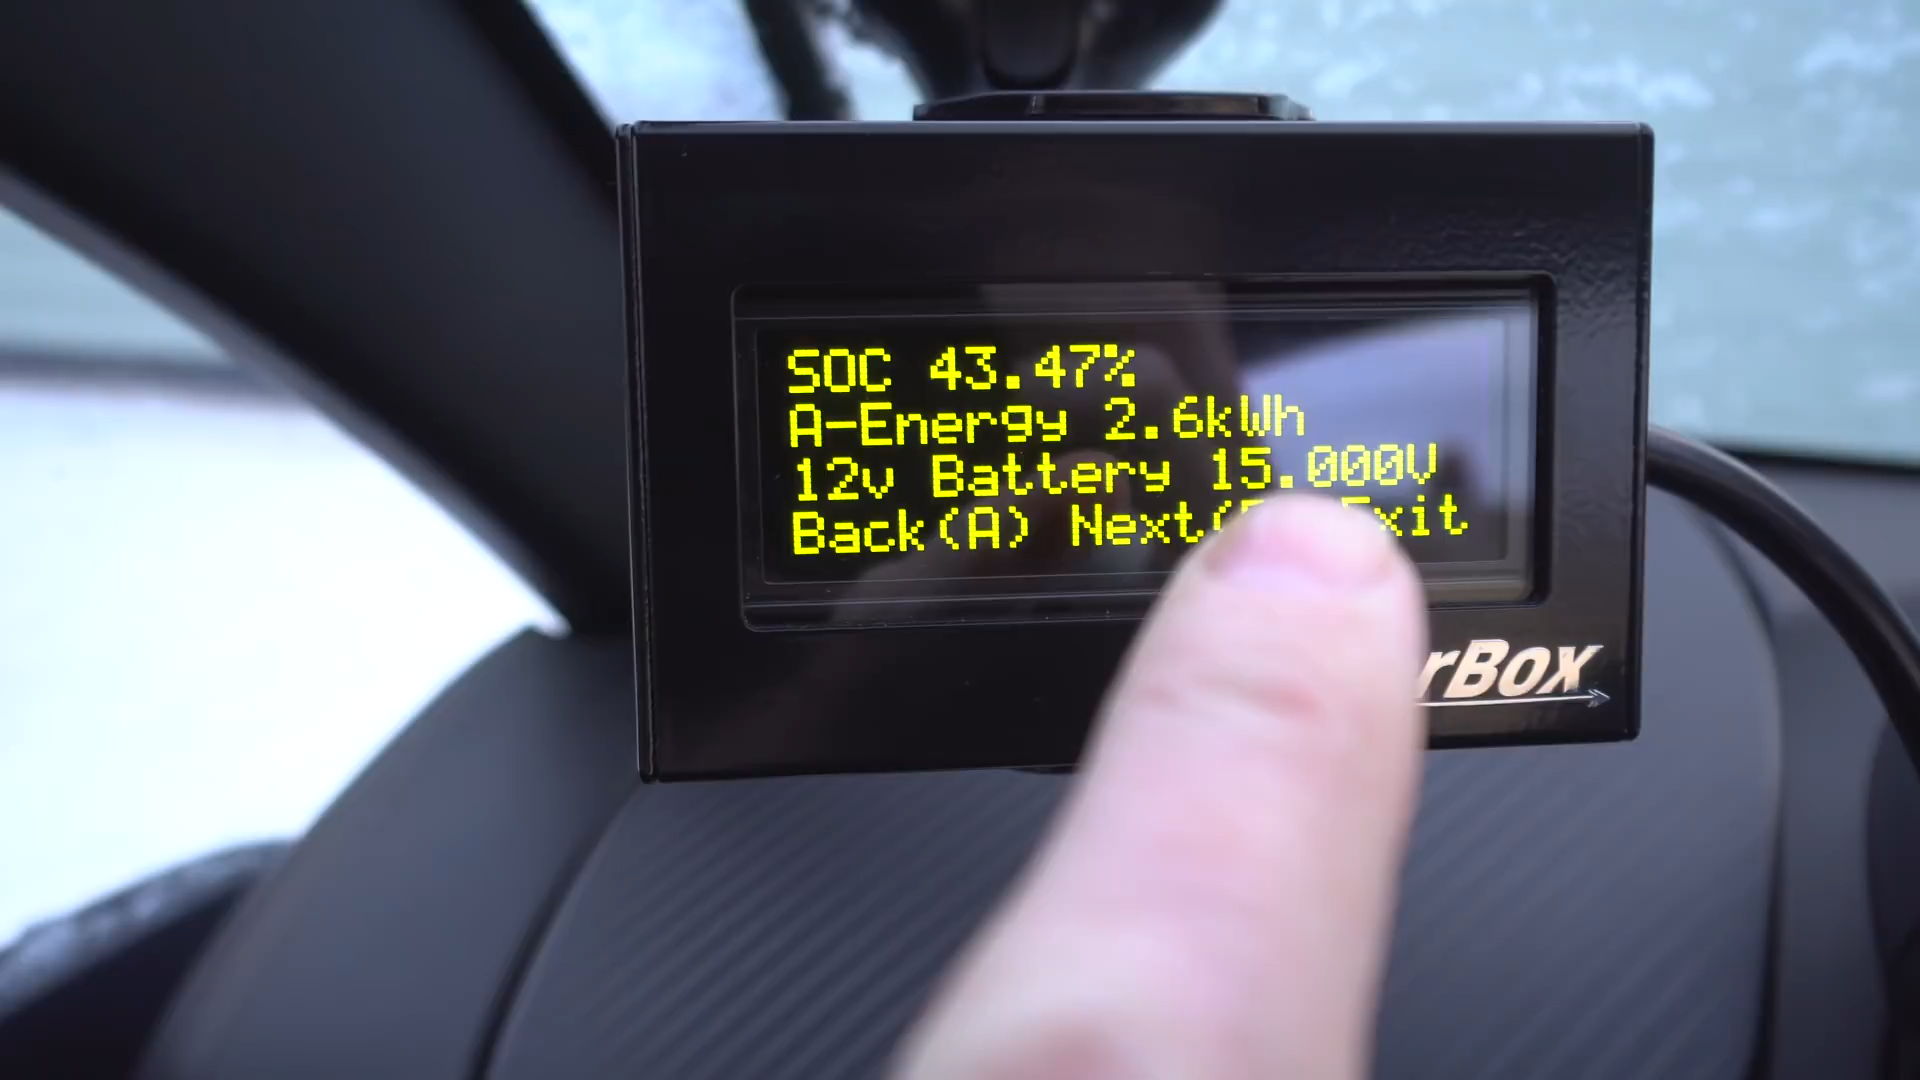 SOC 43.47%
A-Energy 2.6kWh
12v Battery 15.000V
Back(A) Next( Exit
rBox